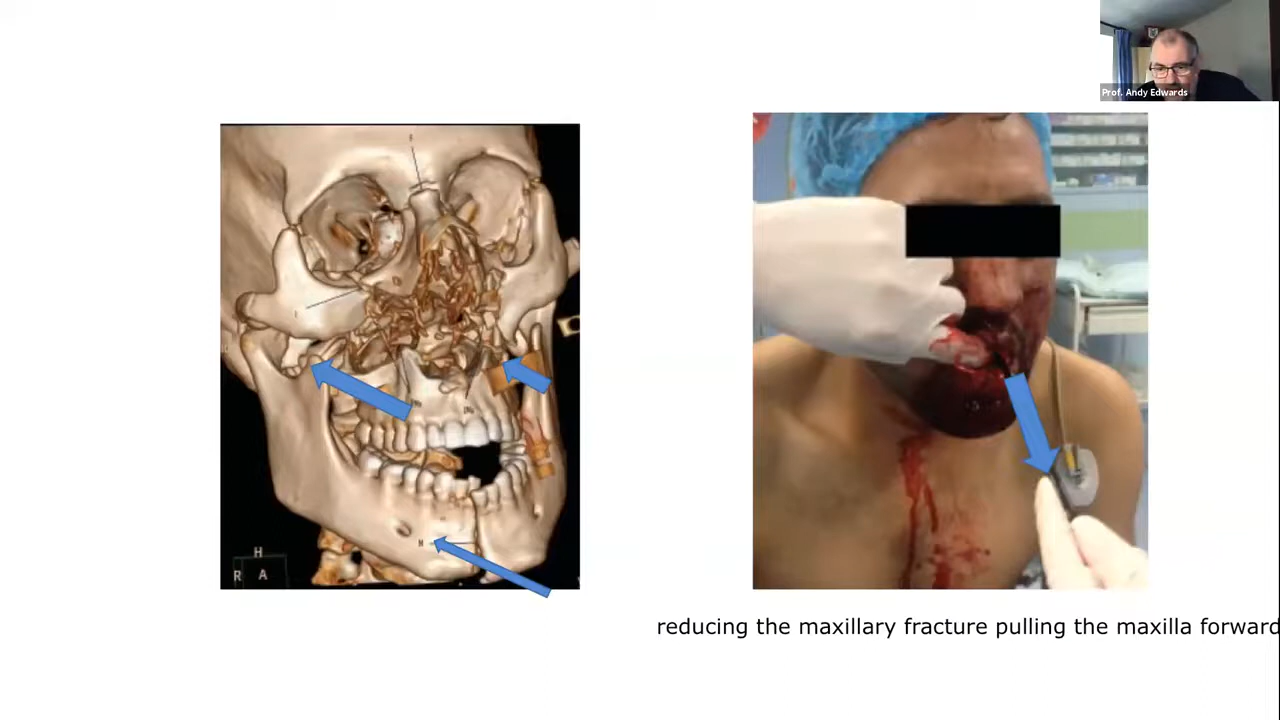 Prof. Andy Edwards
H
R A
reducing the maxillary fracture pulling the maxilla forward